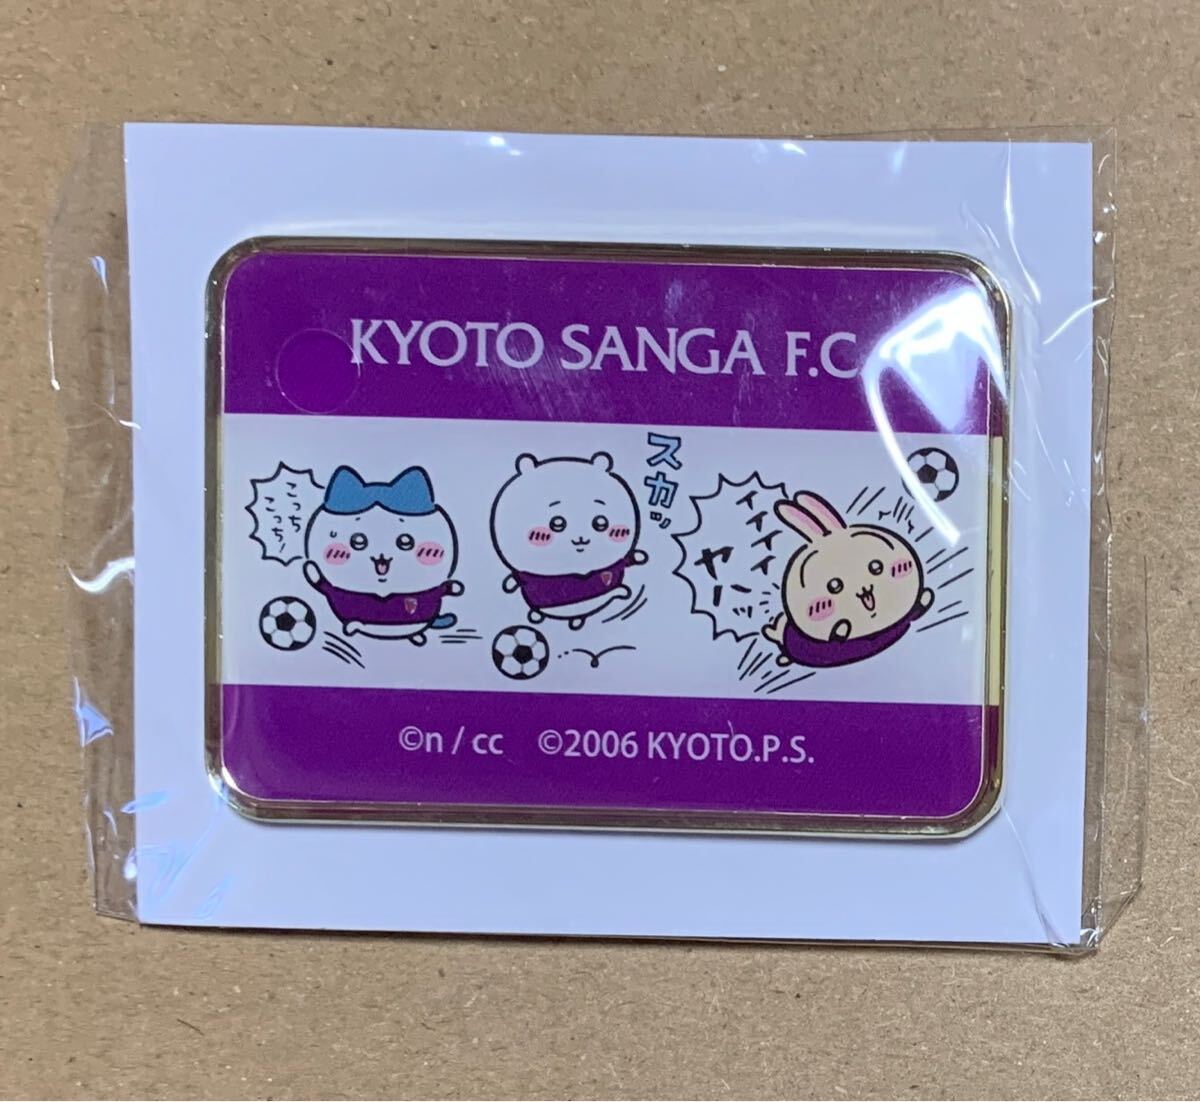 KYOTO SANGA F.C.
こっち
こっち!
スカッ
イイイイ
ヤーッ
©n / cc ©2006 KYOTO.P.S.